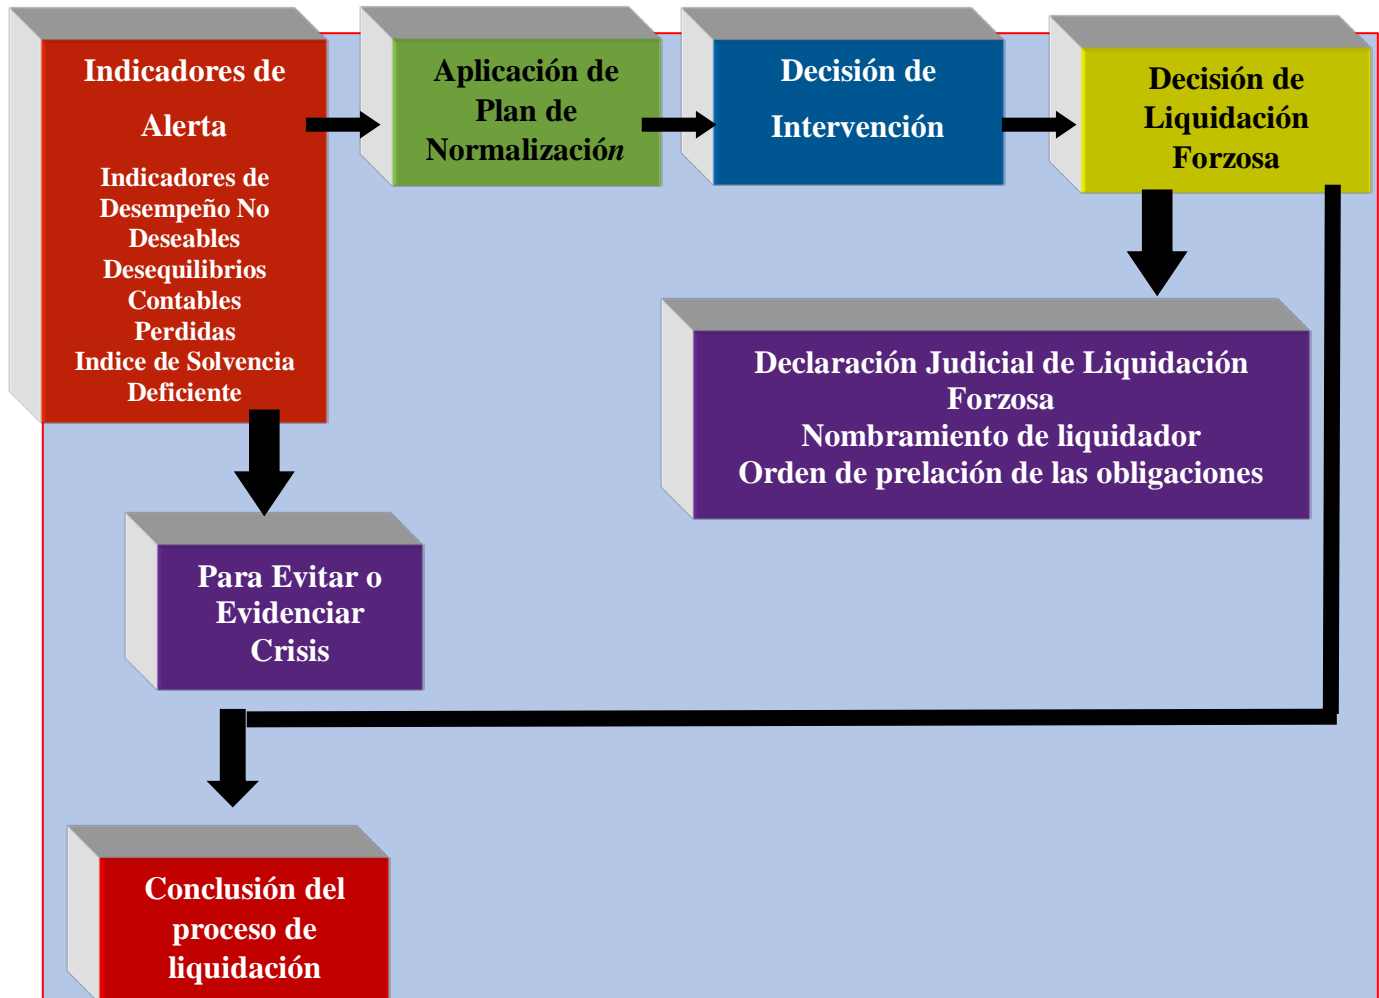 Indicadores de
Alerta
Indicadores de
Desempeño No
Deseables
Desequilibrios
Contables
Perdidas
Indice de Solvencia
Deficiente
Aplicación de
Plan de
Normalización
Decisión de
Intervención
Decisión de
Liquidación
Forzosa
Declaración Judicial de Liquidación
Forzosa
Nombramiento de liquidador
Orden de prelación de las obligaciones
Para Evitar o
Evidenciar
Crisis
Conclusión del
proceso de
liquidación